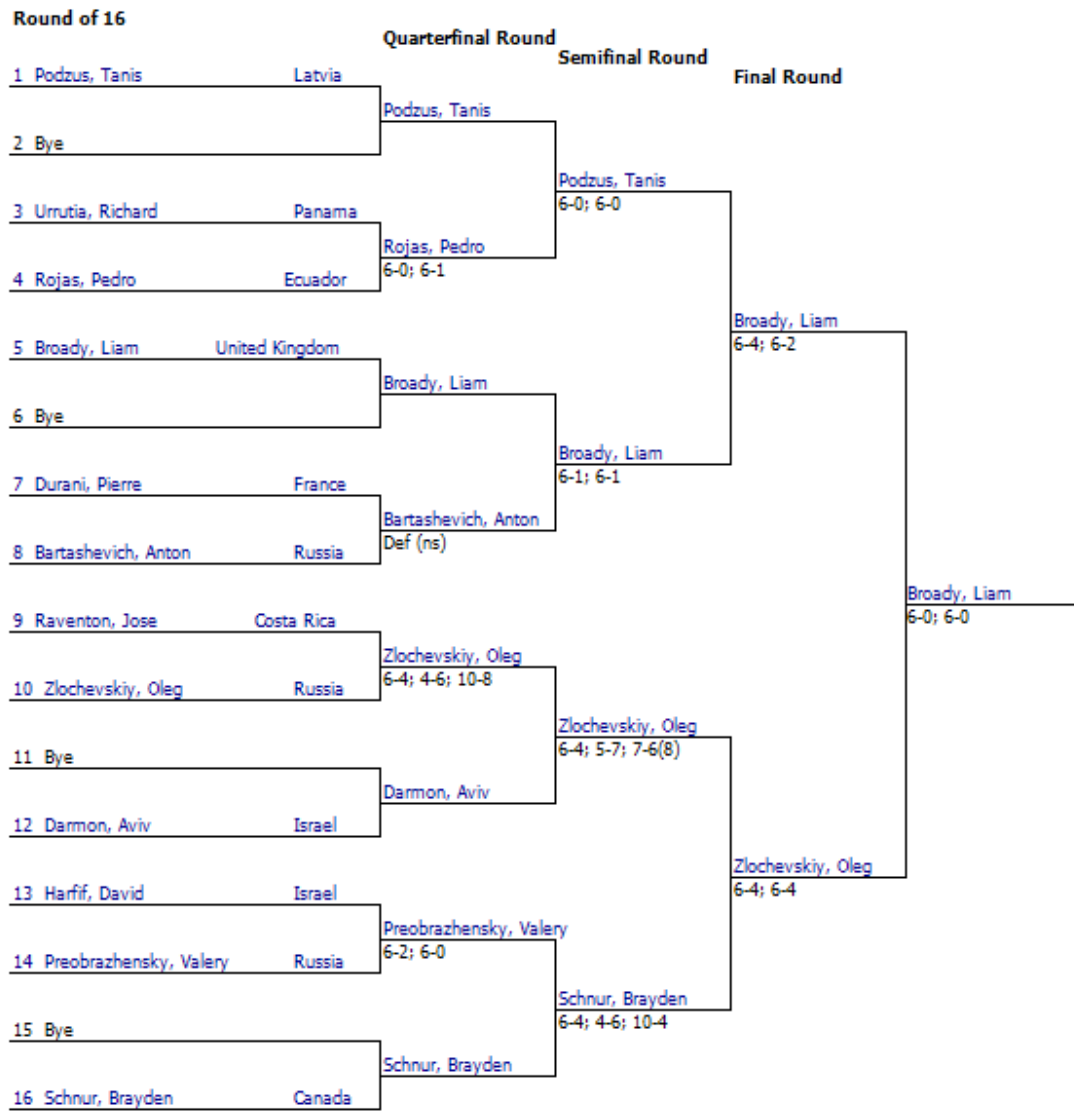 Round of 16
Quarterfinal Round
Semifinal Round
Final Round
1 Podzus, Tanis Latvia
2 Bye
3 Urrutia, Richard Panama
4 Rojas, Pedro Ecuador
5 Broady, Liam United Kingdom
6 Bye
7 Durani, Pierre France
8 Bartashevich, Anton Russia
9 Raventon, Jose Costa Rica
10 Zlochevskiy, Oleg Russia
11 Bye
12 Darmon, Aviv Israel
13 Harfif, David Israel
14 Preobrazhensky, Valery Russia
15 Bye
16 Schnur, Brayden Canada
Podzus, Tanis
Rojas, Pedro
6-0; 6-1
Broady, Liam
Bartashevich, Anton
Def (ns)
Zlochevskiy, Oleg
6-4; 4-6; 10-8
Darmon, Aviv
Preobrazhensky, Valery
6-2; 6-0
Schnur, Brayden
Podzus, Tanis
6-0; 6-0
Broady, Liam
6-1; 6-1
Zlochevskiy, Oleg
6-4; 5-7; 7-6(8)
Schnur, Brayden
6-4; 4-6; 10-4
Broady, Liam
6-4; 6-2
Zlochevskiy, Oleg
6-4; 6-4
Broady, Liam
6-0; 6-0